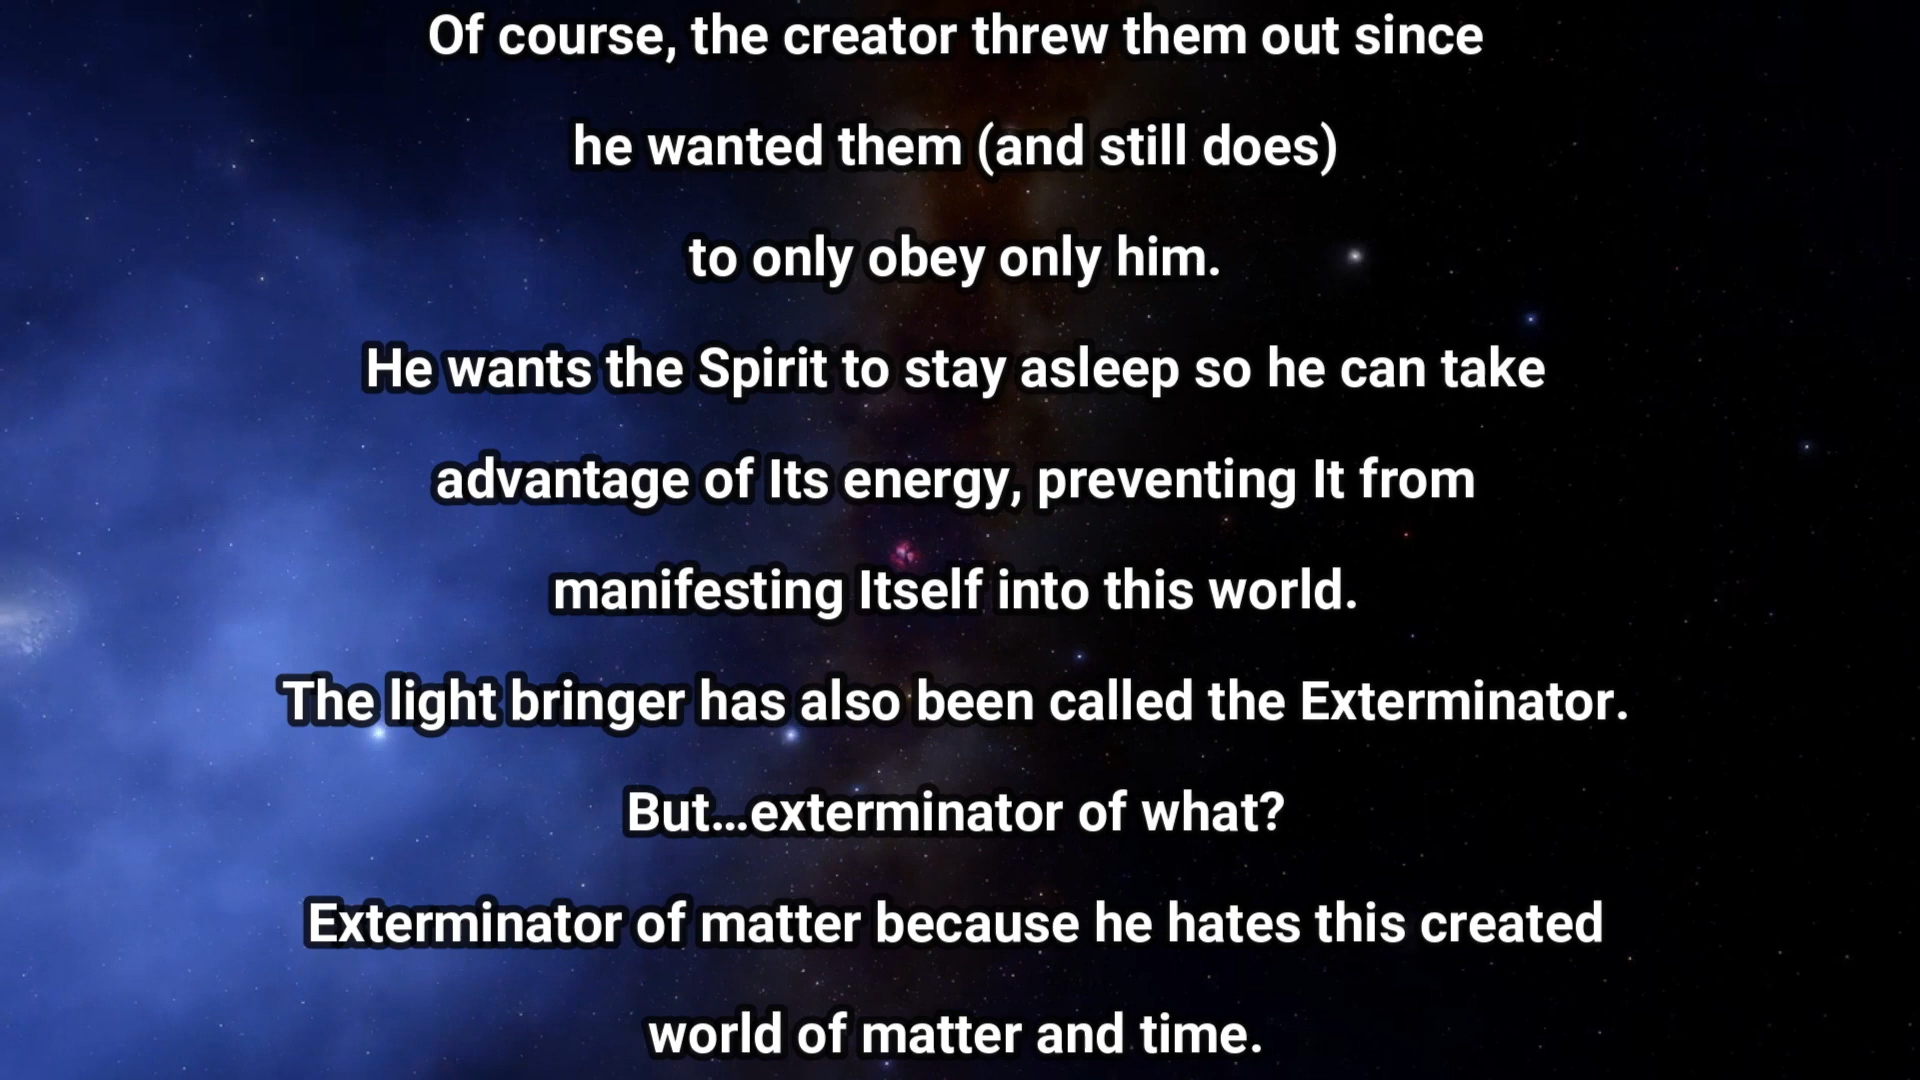 Of course, the creator threw them out since
he wanted them (and still does)
to only obey only him.
He wants the Spirit to stay asleep so he can take
advantage of Its energy, preventing It from
manifesting Itself into this world.
The light bringer has also been called the Exterminator.
But...exterminator of what?
Exterminator of matter because he hates this created
world of matter and time.